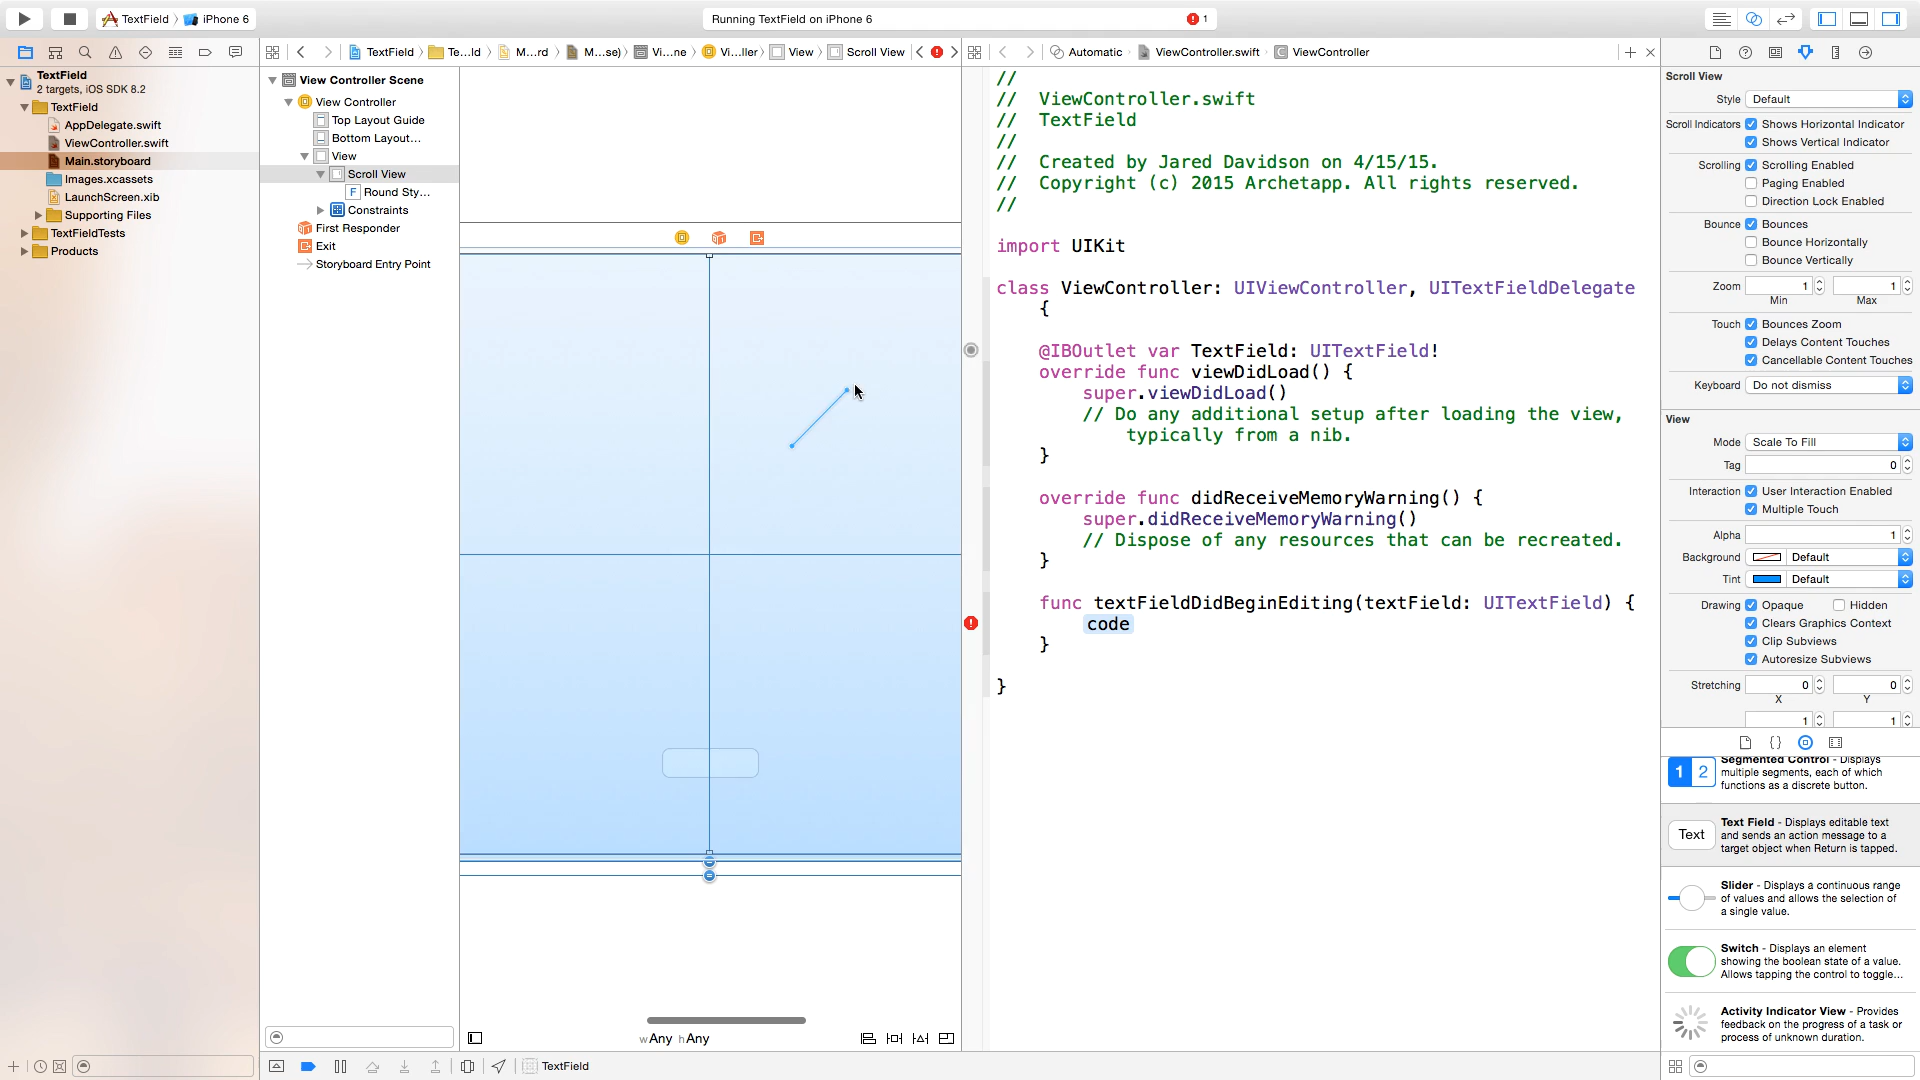 TextField 〉 iPhone 6
Running TextField on iPhone 6
1
TextField
Te...ld
M...rd
M...se)
Vi...ne
Vi...ller
View
Scroll View
Automatic
ViewController.swift
ViewController
TextField
2 targets, iOS SDK 8.2
TextField
AppDelegate.swift
ViewController.swift
Main.storyboard
Images.xcassets
LaunchScreen.xib
Supporting Files
TextFieldTests
Products
View Controller Scene
View Controller
Top Layout Guide
Bottom Layout...
View
Scroll View
F Round Sty...
Constraints
First Responder
Exit
Storyboard Entry Point
wAny hAny
TextField
//
// ViewController.swift
// TextField
//
// Created by Jared Davidson on 4/15/15.
// Copyright (c) 2015 Archetapp. All rights reserved.
//
import UIKit
class ViewController: UIViewController, UITextFieldDelegate
{
@IBOutlet var TextField: UITextField!
override func viewDidLoad() {
super.viewDidLoad()
// Do any additional setup after loading the view,
typically from a nib.
}
override func didReceiveMemoryWarning() {
super.didReceiveMemoryWarning()
// Dispose of any resources that can be recreated.
}
func textFieldDidBeginEditing(textField: UITextField) {
code
}
}
Scroll View
Style Default
Scroll Indicators Shows Horizontal Indicator
Shows Vertical Indicator
Scrolling Scrolling Enabled
Paging Enabled
Direction Lock Enabled
Bounce Bounces
Bounce Horizontally
Bounce Vertically
Zoom 1 1
Min Max
Touch Bounces Zoom
Delays Content Touches
Cancellable Content Touches
Keyboard Do not dismiss
View
Mode Scale To Fill
Tag 0
Interaction User Interaction Enabled
Multiple Touch
Alpha 1
Background Default
Tint Default
Drawing Opaque Hidden
Clears Graphics Context
Clip Subviews
Autoresize Subviews
Stretching 0 0
X Y
1 1
1 2 Segmented Control - Displays
multiple segments, each of which
functions as a discrete button.
Text
Text Field - Displays editable text
and sends an action message to a
target object when Return is tapped.
Slider - Displays a continuous range
of values and allows the selection of
a single value.
Switch - Displays an element
showing the boolean state of a value.
Allows tapping the control to toggle...
Activity Indicator View - Provides
feedback on the progress of a task or
process of unknown duration.